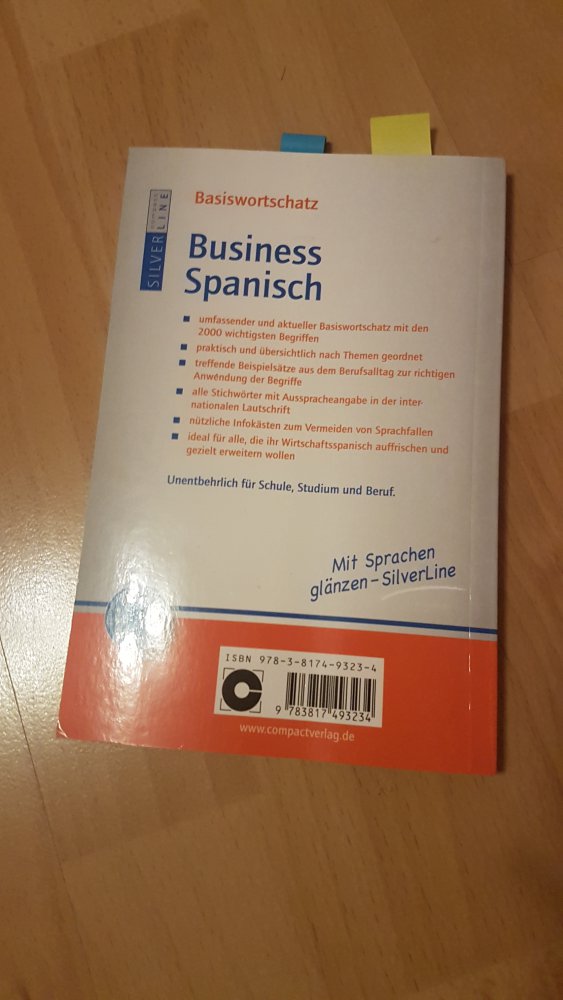 compact
SILVER LINE
Basiswortschatz
Business
Spanisch
umfassender und aktueller Basiswortschatz mit den
2000 wichtigsten Begriffen
praktisch und übersichtlich nach Themen geordnet
treffende Beispielsätze aus dem Berufsalltag zur richtigen
Anwendung der Begriffe
alle Stichwörter mit Ausspracheangabe in der inter-
nationalen Lautschrift
nützliche Infokästen zum Vermeiden von Sprachfallen
ideal für alle, die ihr Wirtschaftsspanisch auffrischen und
gezielt erweitern wollen
Unentbehrlich für Schule, Studium und Beruf.
Mit Sprachen
glänzen – SilverLine
ISBN 978-3-8174-9323-4
9 783817 493234
www.compactverlag.de